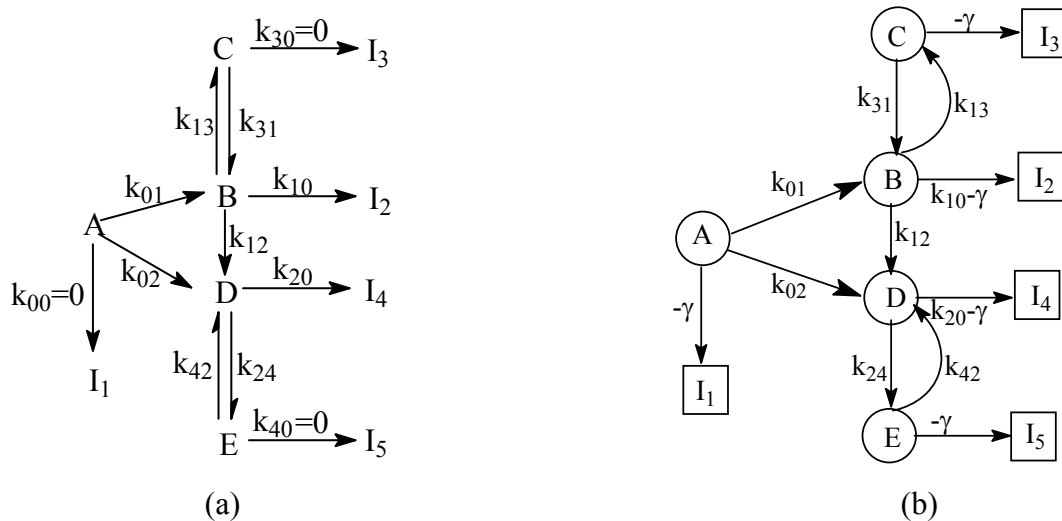 C
k30=0
I3
k13
k31
k01
B
k10
I2
A
k12
k02
k20
k00=0
D
I4
k42
k24
I1
k40=0
E
I5
(a)
C
-γ
I3
k31
k13
k01
B
I2
k10-γ
A
k12
k02
D
I4
k20-γ
-γ
k24
k42
I1
E
-γ
I5
(b)